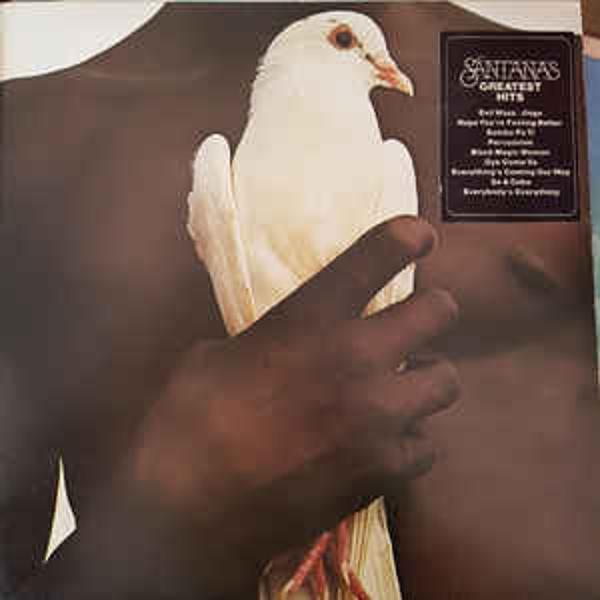 SANTANA'S
GREATEST
HITS
Evil Ways Jingo
Hope You're Feeling Better
Samba Pa Ti
Persuasion
Black Magic Woman
Oye Como Va
Everything's Coming Our Way
Se A Cabo
Everybody's Everything